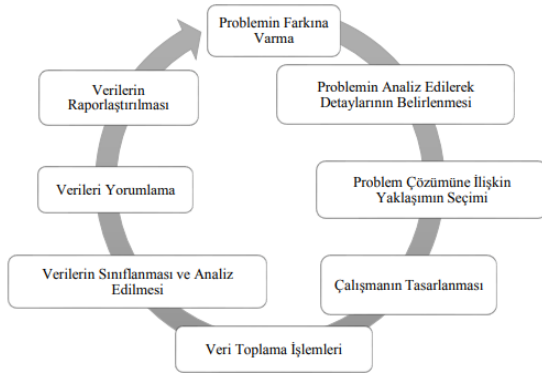 Problemin Farkına
Varma
Problemin Analiz Edilerek
Detaylarının Belirlenmesi
Problem Çözümüne İlişkin
Yaklaşımın Seçimi
Çalışmanın Tasarlanması
Veri Toplama İşlemleri
Verilerin Sınıflanması ve Analiz
Edilmesi
Verileri Yorumlama
Verilerin
Raporlaştırılması